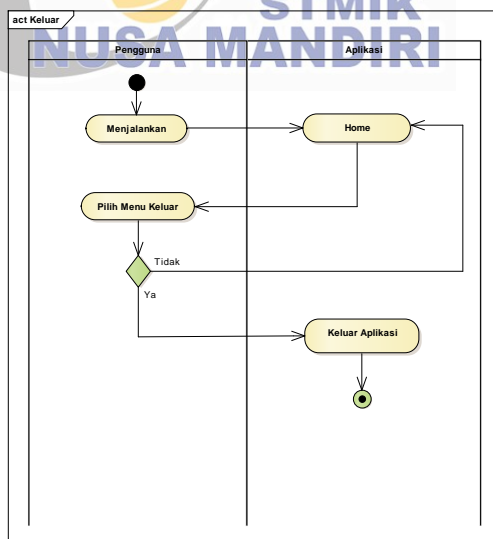 STMIK
act Keluar
NUSA MANDIRI
Pengguna
Aplikasi
Menjalankan
Home
Pilih Menu Keluar
Tidak
Ya
Keluar Aplikasi